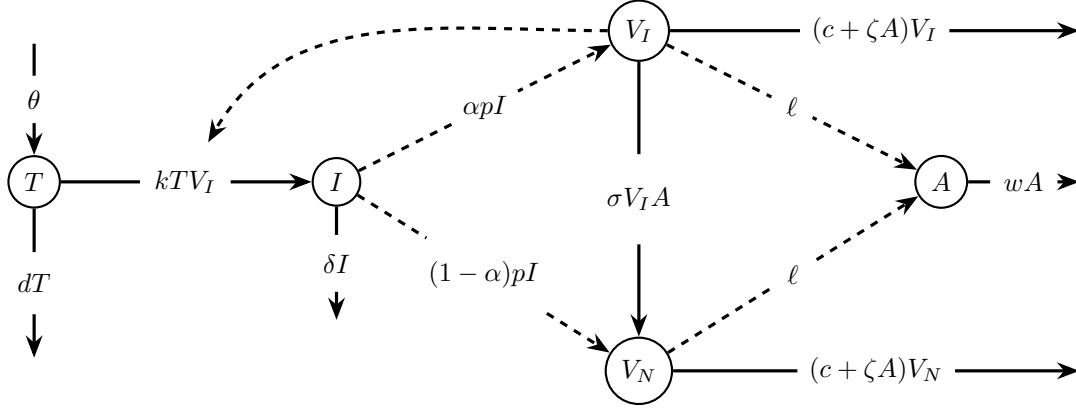 V_I
(c + ζA)V_I
θ
αpI
ℓ
T
kTV_I
I
σV_I A
A
wA
dT
δI
(1 − α)pI
ℓ
V_N
(c + ζA)V_N